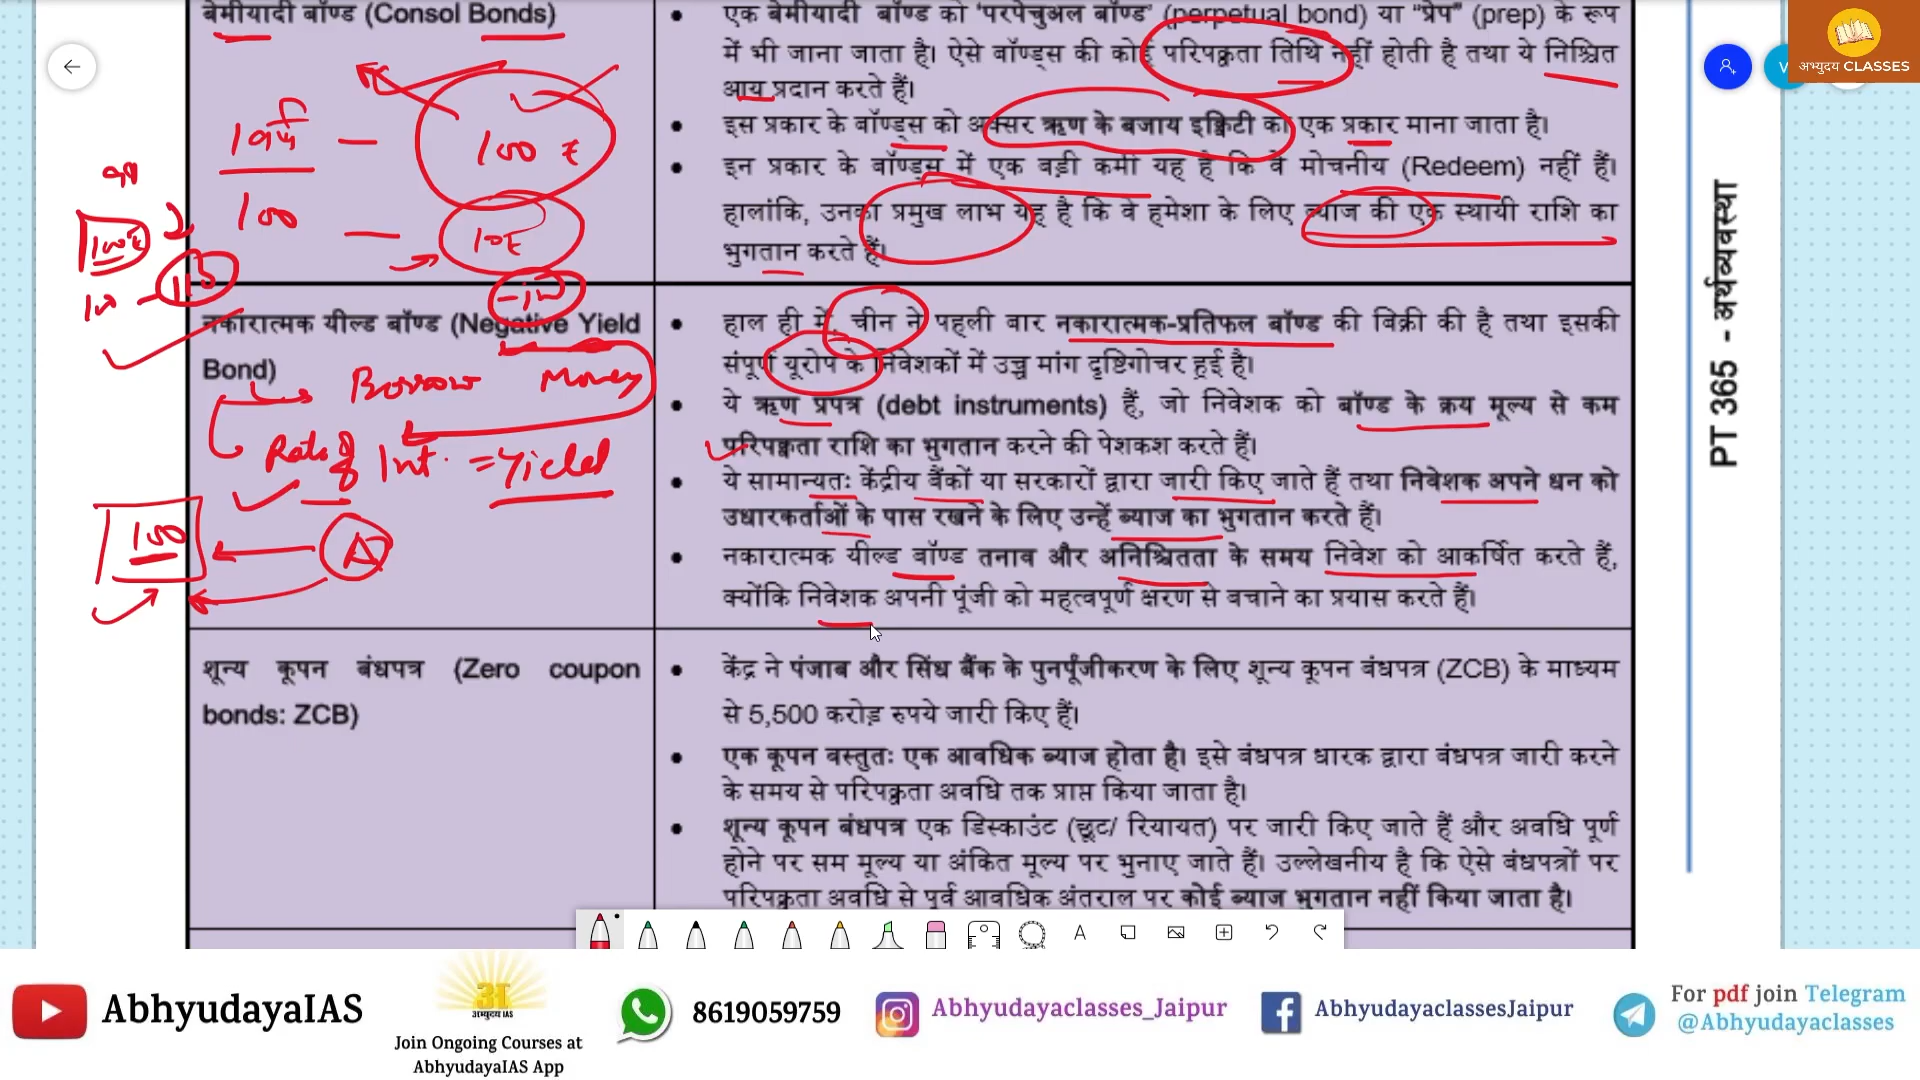 बेमीयादी बॉण्ड (Consol Bonds)
एक बेमीयादी बॉण्ड को 'परपेचुअल बॉण्ड' (perpetual bond) या "प्रेप" (prep) के रूप
में भी जाना जाता है। ऐसे बॉण्ड्स की कोई परिपक्वता तिथि नहीं होती है तथा ये निश्चित
आय प्रदान करते हैं।
इस प्रकार के बॉण्ड्स को अक्सर ऋण के बजाय इक्विटी का एक प्रकार माना जाता है।
इन प्रकार के बॉण्ड्स में एक बड़ी कमी यह है कि वे मोचनीय (Redeem) नहीं हैं।
हालांकि, उनका प्रमुख लाभ यह है कि वे हमेशा के लिए ब्याज की एक स्थायी राशि का
भुगतान करते हैं।
100 ₹
100
10₹
नकारात्मक यील्ड बॉण्ड (Negative Yield
Bond)
Borrow Money
Rate of Int. = Yield
100
A
हाल ही में, चीन ने पहली बार नकारात्मक-प्रतिफल बॉण्ड की बिक्री की है तथा इसकी
संपूर्ण यूरोप के निवेशकों में उच्च मांग दृष्टिगोचर हुई है।
ये ऋण प्रपत्र (debt instruments) हैं, जो निवेशक को बॉण्ड के क्रय मूल्य से कम
परिपक्वता राशि का भुगतान करने की पेशकश करते हैं।
ये सामान्यतः केंद्रीय बैंकों या सरकारों द्वारा जारी किए जाते हैं तथा निवेशक अपने धन को
उधारकर्ताओं के पास रखने के लिए उन्हें ब्याज का भुगतान करते हैं।
नकारात्मक यील्ड बॉण्ड तनाव और अनिश्चितता के समय निवेश को आकर्षित करते हैं,
क्योंकि निवेशक अपनी पूंजी को महत्वपूर्ण क्षरण से बचाने का प्रयास करते हैं।
शून्य कूपन बंधपत्र (Zero coupon
bonds: ZCB)
केंद्र ने पंजाब और सिंध बैंक के पुनर्पूंजीकरण के लिए शून्य कूपन बंधपत्र (ZCB) के माध्यम
से 5,500 करोड़ रुपये जारी किए हैं।
एक कूपन वस्तुतः एक आवधिक ब्याज होता है। इसे बंधपत्र धारक द्वारा बंधपत्र जारी करने
के समय से परिपक्वता अवधि तक प्राप्त किया जाता है।
शून्य कूपन बंधपत्र एक डिस्काउंट (छूट/ रियायत) पर जारी किए जाते हैं और अवधि पूर्ण
होने पर सम मूल्य या अंकित मूल्य पर भुनाए जाते हैं। उल्लेखनीय है कि ऐसे बंधपत्रों पर
परिपक्वता अवधि से पूर्व आवधिक अंतराल पर कोई ब्याज भुगतान नहीं किया जाता है।
PT 365 - अर्थव्यवस्था
अभ्युदय CLASSES
AbhyudayaIAS
अभ्युदय IAS
Join Ongoing Courses at
AbhyudayaIAS App
8619059759
Abhyudayaclasses_Jaipur
AbhyudayaclassesJaipur
For pdf join Telegram
@Abhyudayaclasses